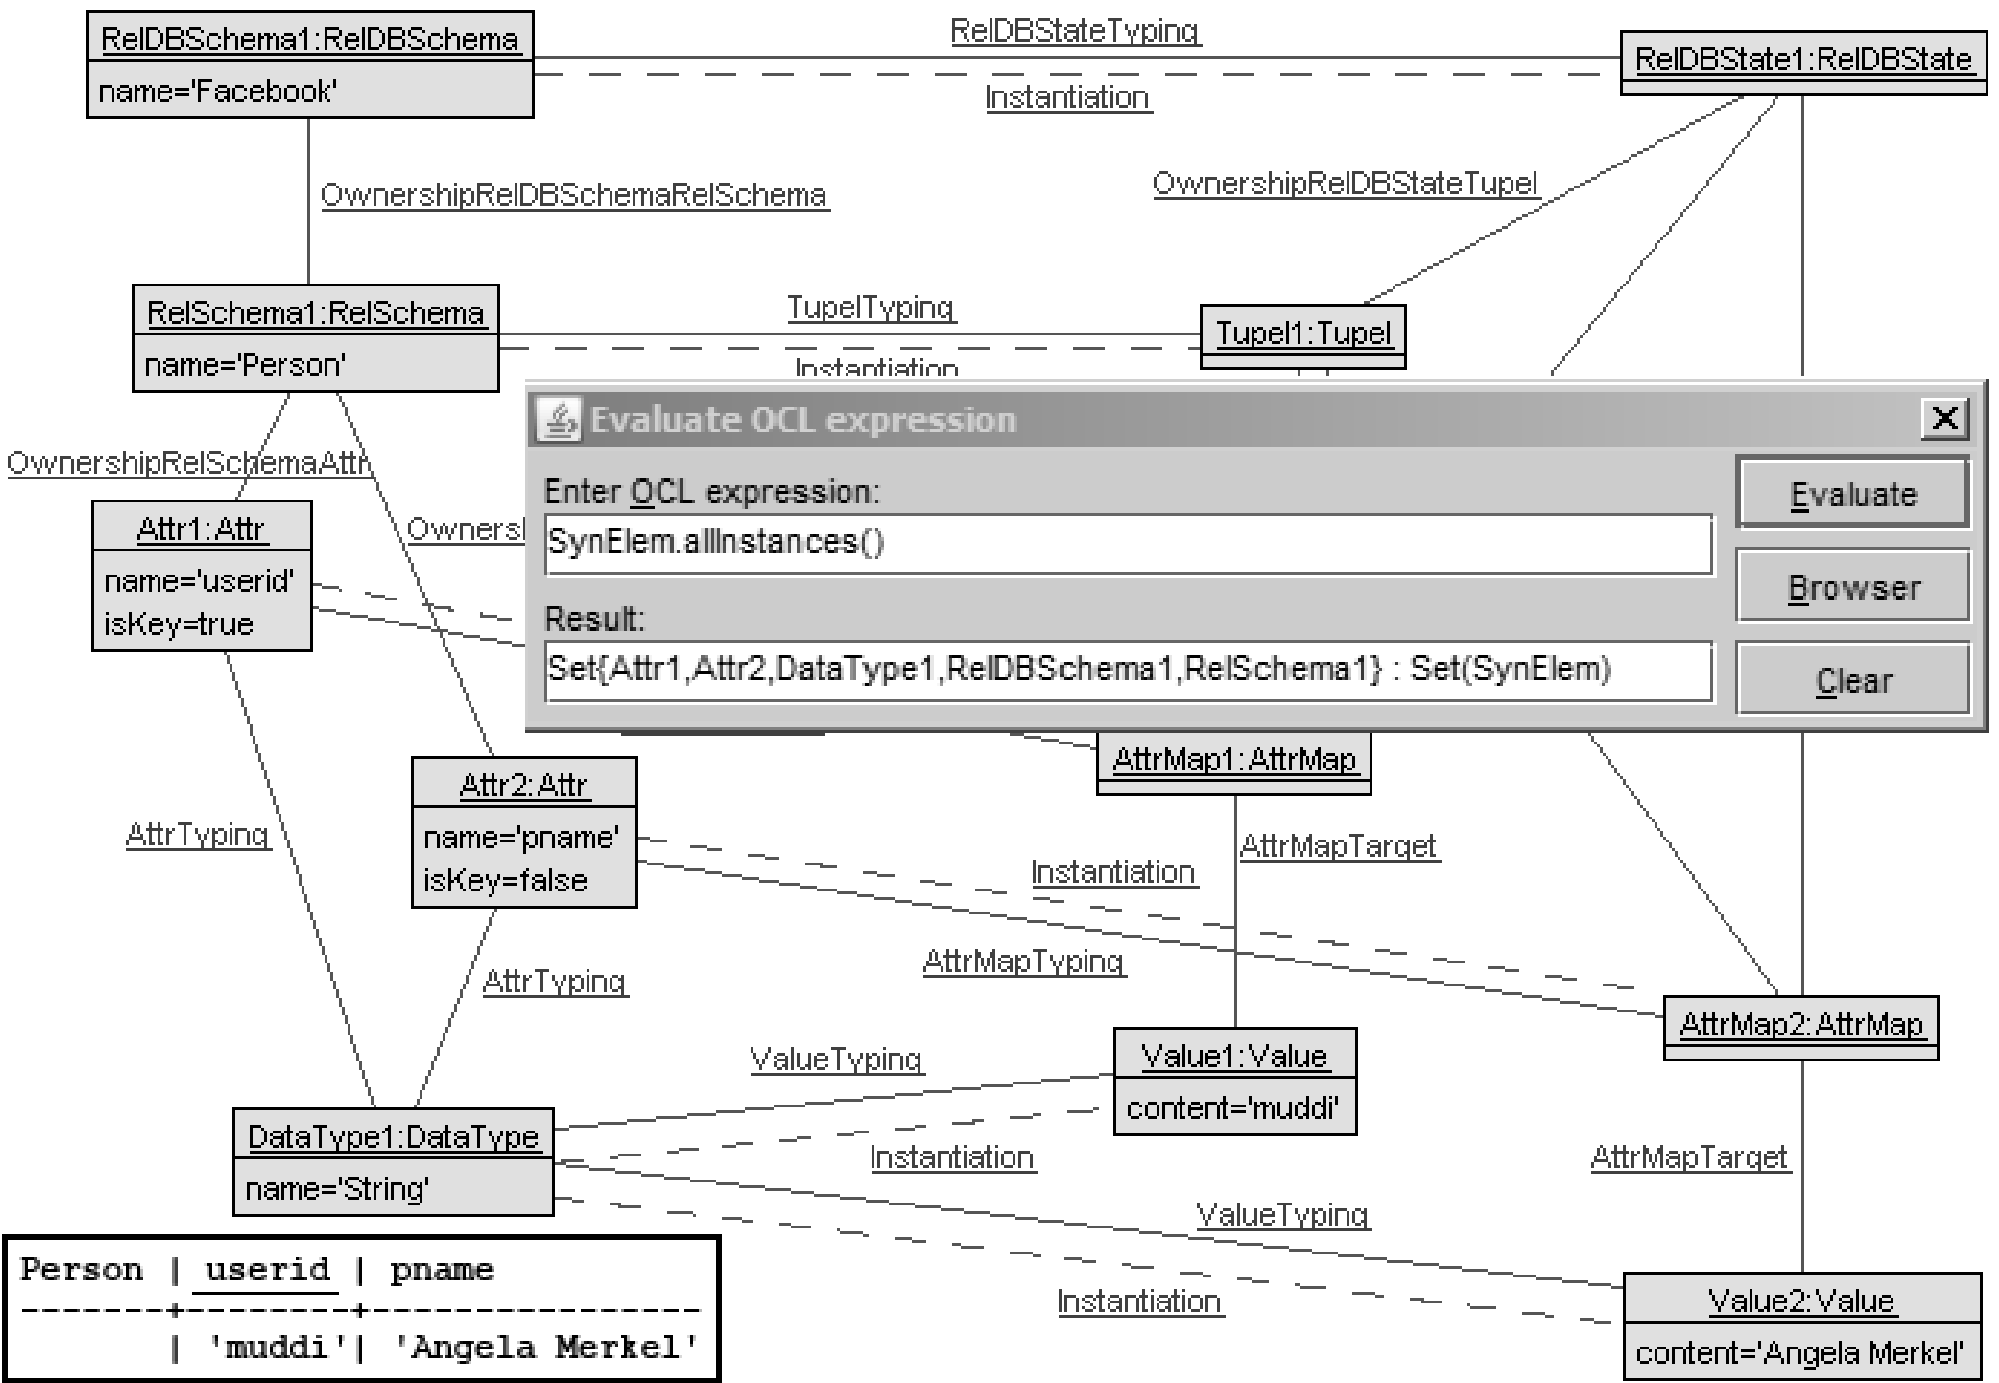 RelDBStateTyping
RelDBSchema1:RelDBSchema
name='Facebook'
RelDBState1:RelDBState
Instantiation
OwnershipRelDBStateTupel
OwnershipRelDBSchemaRelSchema
TupelTyping
RelSchema1:RelSchema
name='Person'
Tupel1:Tupel
Instantiation
Evaluate OCL expression
OwnershipRelSchemaAttr
Enter OCL expression:
Evaluate
Attr1:Attr
name='userid'
isKey=true
SynElem.allInstances()
Browser
Result:
Set{Attr1,Attr2,DataType1,RelDBSchema1,RelSchema1} : Set(SynElem)
Clear
AttrMap1:AttrMap
Attr2:Attr
name='pname'
isKey=false
AttrTyping
AttrMapTarget
Instantiation
AttrMapTyping
AttrTyping
AttrMap2:AttrMap
ValueTyping
Value1:Value
content='muddi'
DataType1:DataType
name='String'
Instantiation
AttrMapTarget
ValueTyping
Person | userid | pname
-------+--------+----------------
| 'muddi'| 'Angela Merkel'
Instantiation
Value2:Value
content='Angela Merkel'